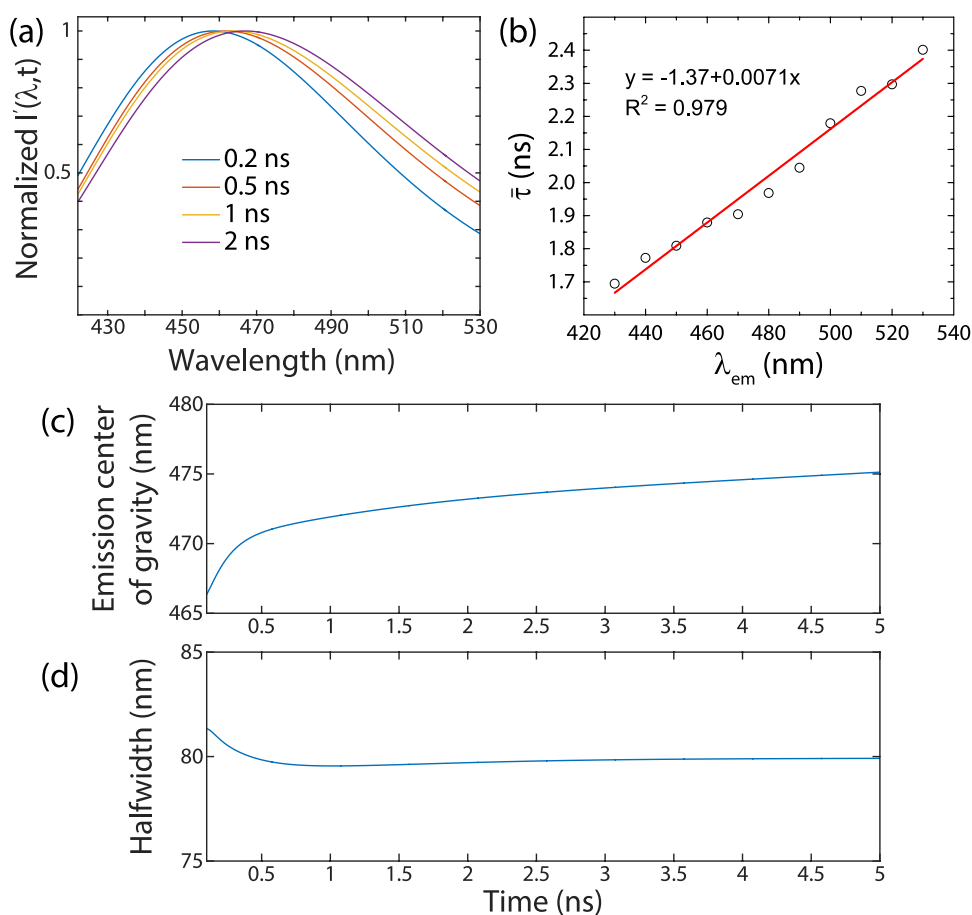 (a)
Normalized I′(λ,t)
1
0.5
0.2 ns
0.5 ns
1 ns
2 ns
430 450 470 490 510 530
Wavelength (nm)
(b)
τ̄ (ns)
2.4
2.3
2.2
2.1
2.0
1.9
1.8
1.7
y = -1.37+0.0071x
R² = 0.979
420 440 460 480 500 520 540
λem (nm)
(c)
Emission center
of gravity (nm)
480
475
470
465
0.5 1 1.5 2 2.5 3 3.5 4 4.5 5
(d)
Halfwidth (nm)
85
80
75
0.5 1 1.5 2 2.5 3 3.5 4 4.5 5
Time (ns)